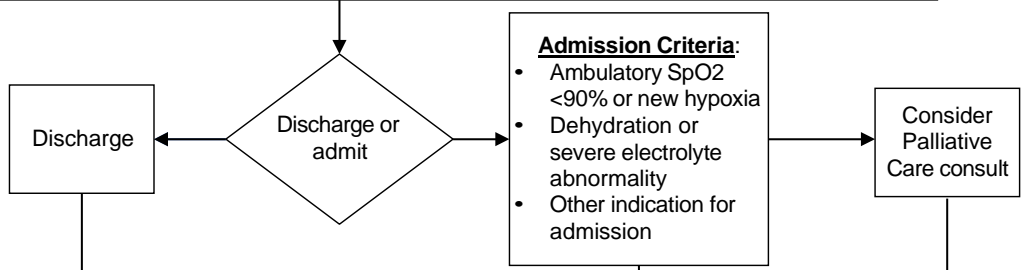 Discharge
Discharge or
admit
Admission Criteria:
• Ambulatory SpO2
<90% or new hypoxia
• Dehydration or
severe electrolyte
abnormality
• Other indication for
admission
Consider
Palliative
Care consult